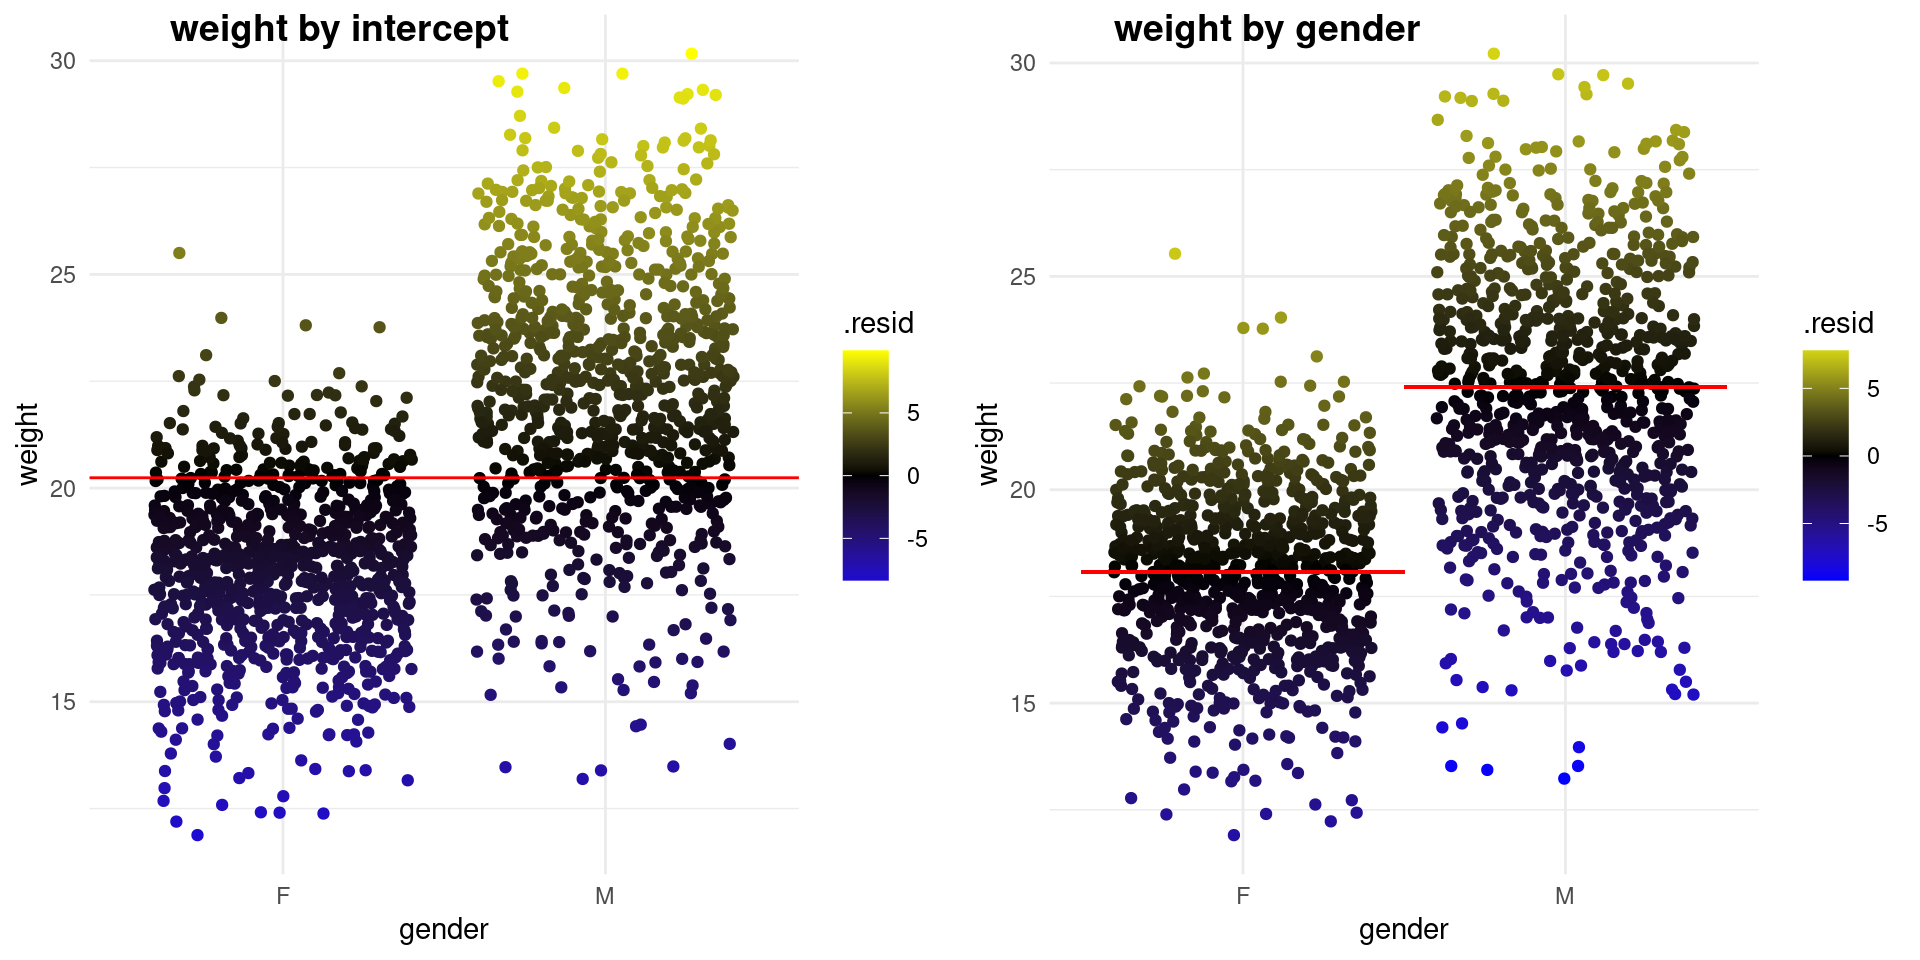 weight by intercept
30
25
20
15
weight
F
M
gender
.resid
5
0
-5
weight by gender
30
25
20
15
weight
F
M
gender
.resid
5
0
-5